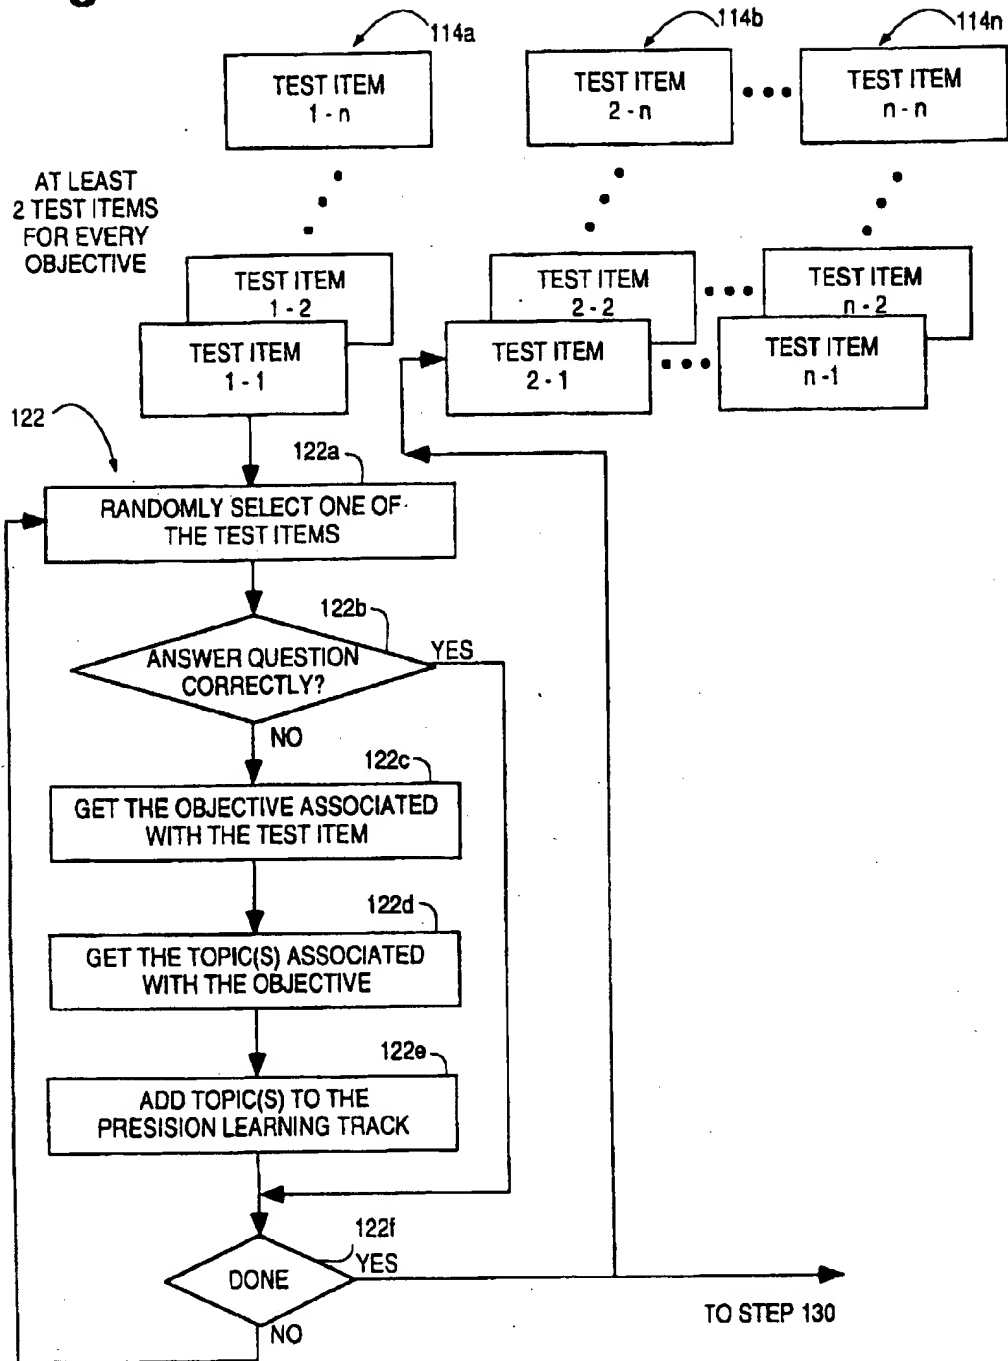 114a
114b
114n
TEST ITEM
1 - n
TEST ITEM
2 - n
TEST ITEM
n - n
AT LEAST
2 TEST ITEMS
FOR EVERY
OBJECTIVE
TEST ITEM
1 - 2
TEST ITEM
2 - 2
TEST ITEM
n - 2
TEST ITEM
1 - 1
TEST ITEM
2 - 1
TEST ITEM
n -1
122
122a
RANDOMLY SELECT ONE OF
THE TEST ITEMS
122b
ANSWER QUESTION
CORRECTLY?
YES
NO
122c
GET THE OBJECTIVE ASSOCIATED
WITH THE TEST ITEM
122d
GET THE TOPIC(S) ASSOCIATED
WITH THE OBJECTIVE
122e
ADD TOPIC(S) TO THE
PRESISION LEARNING TRACK
122f
DONE
YES
NO
TO STEP 130